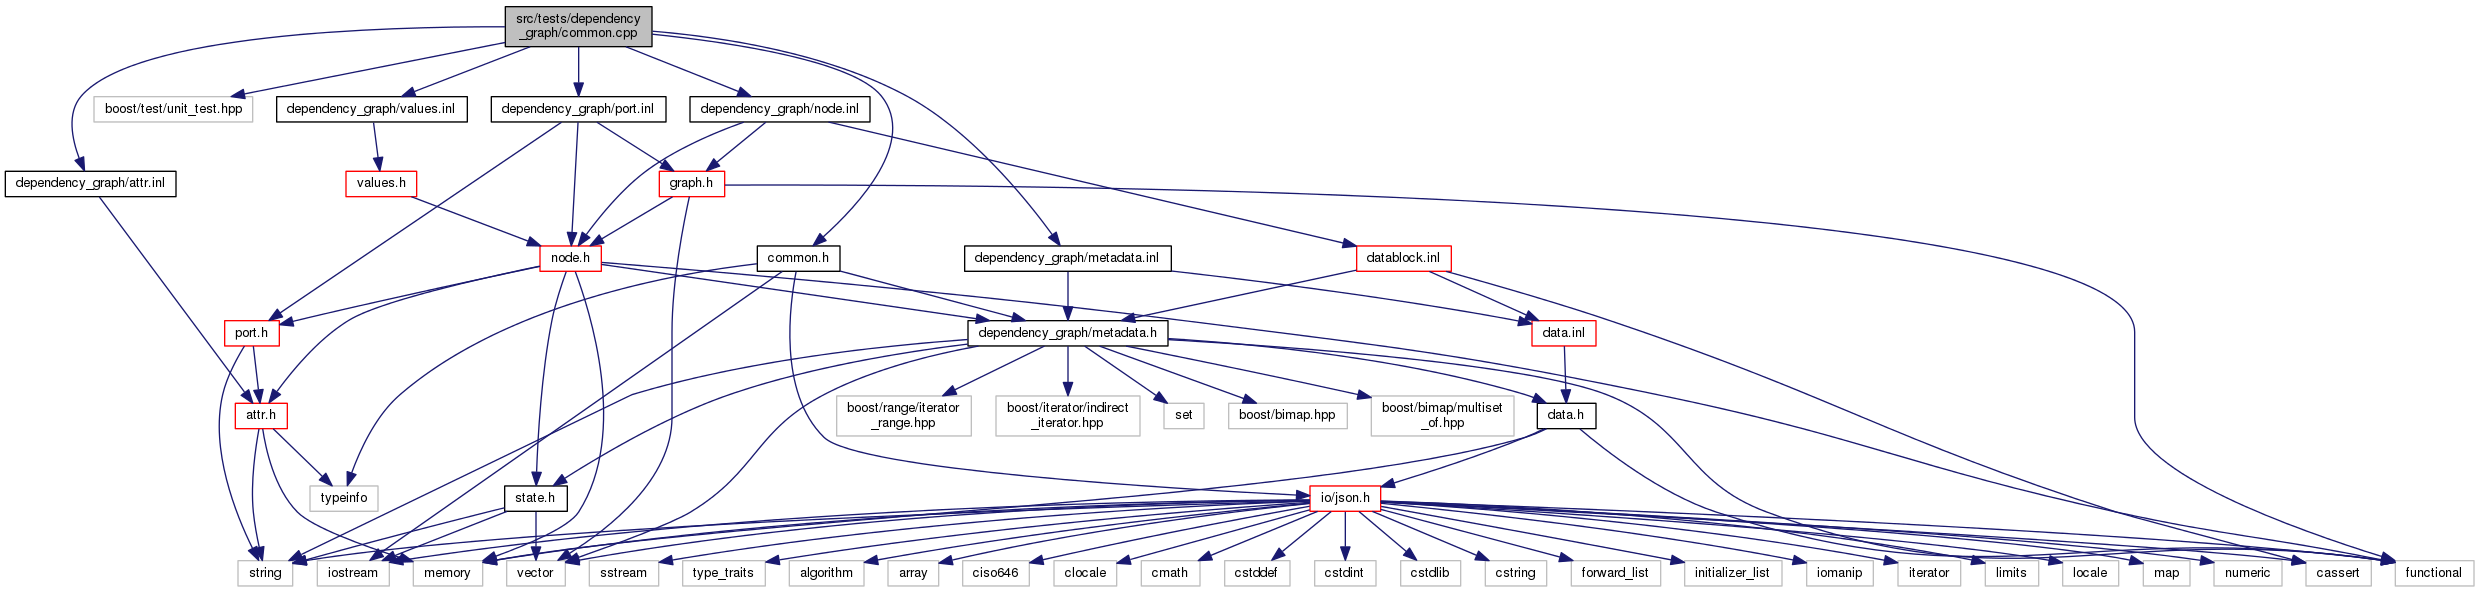 src/tests/dependency
_graph/common.cpp
boost/test/unit_test.hpp
dependency_graph/values.inl
dependency_graph/port.inl
dependency_graph/node.inl
dependency_graph/attr.inl
values.h
graph.h
node.h
common.h
dependency_graph/metadata.inl
datablock.inl
port.h
dependency_graph/metadata.h
data.inl
attr.h
boost/range/iterator
_range.hpp
boost/iterator/indirect
_iterator.hpp
set
boost/bimap.hpp
boost/bimap/multiset
_of.hpp
data.h
typeinfo
state.h
io/json.h
string
iostream
memory
vector
sstream
type_traits
algorithm
array
ciso646
clocale
cmath
cstddef
cstdint
cstdlib
cstring
forward_list
initializer_list
iomanip
iterator
limits
locale
map
numeric
cassert
functional